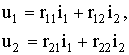 u₁ = r₁₁i₁ + r₁₂i₂ ,
u₂ = r₂₁i₁ + r₂₂i₂